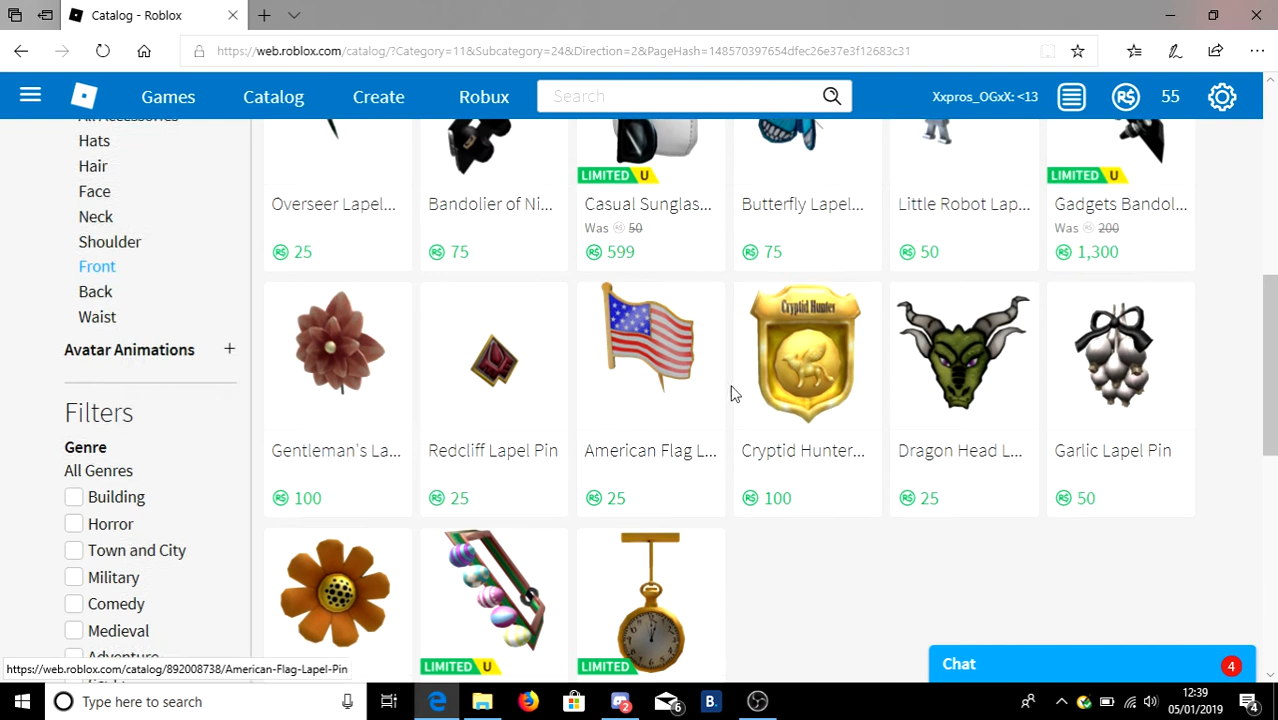 Catalog - Roblox
https://web.roblox.com/catalog/?Category=11&Subcategory=24&Direction=2&PageHash=148570397654dfec26e37e3f12683c31
Games
Catalog
Create
Robux
Search
Xxpros_OGxX: <13
R$
55
All Accessories
Hats
Hair
Face
Neck
Shoulder
Front
Back
Waist
Avatar Animations
+
Filters
Genre
All Genres
Building
Horror
Town and City
Military
Comedy
Medieval
Adventure
LIMITED U
LIMITED U
Overseer Lapel...
Bandolier of Ni...
Casual Sunglas...
Butterfly Lapel...
Little Robot Lap...
Gadgets Bandol...
Was R$ 50
Was R$ 200
R$ 25
R$ 75
R$ 599
R$ 75
R$ 50
R$ 1,300
Cryptid Hunter
Gentleman's La...
Redcliff Lapel Pin
American Flag L...
Cryptid Hunter...
Dragon Head L...
Garlic Lapel Pin
R$ 100
R$ 25
R$ 25
R$ 100
R$ 25
R$ 50
LIMITED U
LIMITED
https://web.roblox.com/catalog/892008738/American-Flag-Lapel-Pin
Chat
4
Type here to search
2
6
B.
12:39
05/01/2019
4